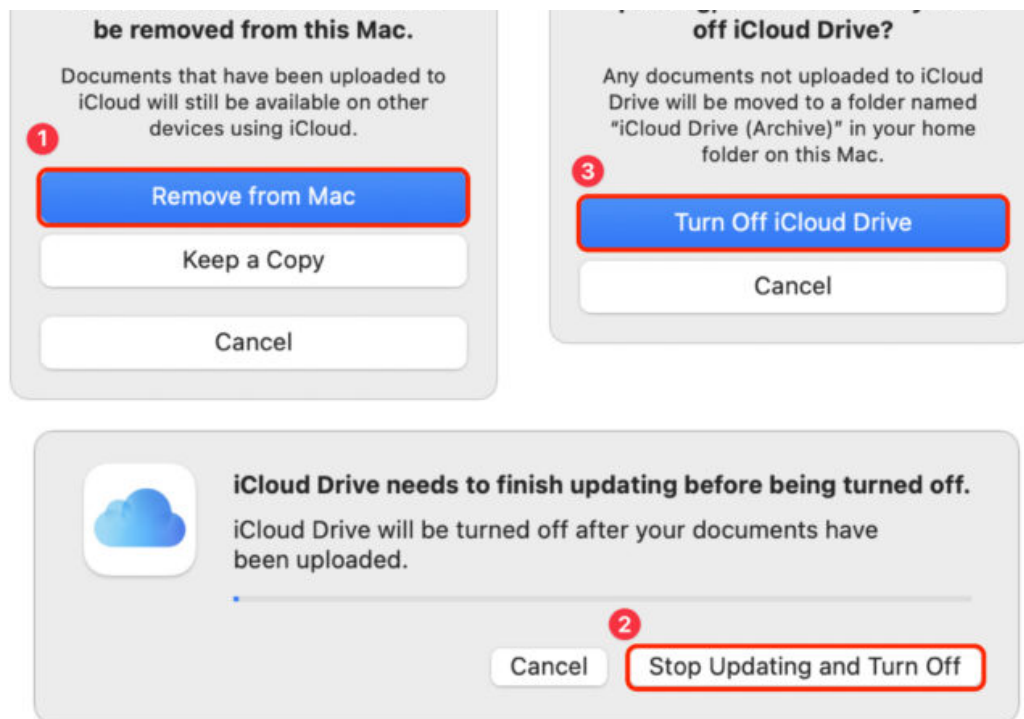 be removed from this Mac.
Documents that have been uploaded to
iCloud will still be available on other
devices using iCloud.
1
Remove from Mac
Keep a Copy
Cancel
off iCloud Drive?
Any documents not uploaded to iCloud
Drive will be moved to a folder named
“iCloud Drive (Archive)” in your home
folder on this Mac.
3
Turn Off iCloud Drive
Cancel
iCloud Drive needs to finish updating before being turned off.
iCloud Drive will be turned off after your documents have
been uploaded.
2
Cancel
Stop Updating and Turn Off